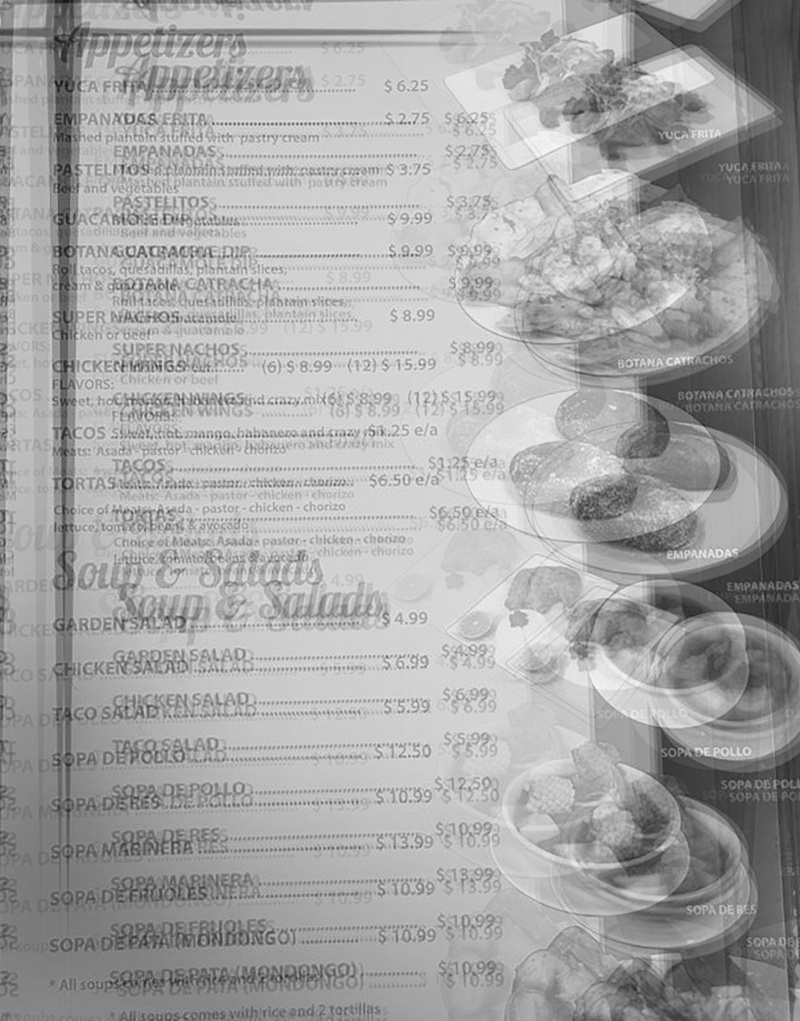 Appetizers
YUCA FRITA $ 6.25
EMPANADAS $ 2.75
Mashed plantain stuffed with pastry cream
PASTELITOS $ 3.75
Beef and vegetables
GUACAMOLE DIP $ 9.99
BOTANA CATRACHA $ 9.99
Roll tacos, quesadillas, plantain slices,
cream & guacamole
SUPER NACHOS $ 8.99
Chicken or beef
CHICKEN WINGS (6) $ 8.99 (12) $ 15.99
FLAVORS:
Sweet, hot, mango, habanero and crazy mix
TACOS $1.25 e/a
Meats: Asada - pastor - chicken - chorizo
TORTAS $6.50 e/a
Choice of Meats: Asada - pastor - chicken - chorizo
lettuce, tomato, beans & avocado
Soup & Salads
GARDEN SALAD $ 4.99
CHICKEN SALAD $ 6.99
TACO SALAD $ 5.99
SOPA DE POLLO $ 12.50
SOPA DE RES $ 10.99
SOPA MARINERA $ 13.99
SOPA DE FRIJOLES $ 10.99
SOPA DE PATA (MONDONGO) $ 10.99
* All soups comes with rice and 2 tortillas
YUCA FRITA
BOTANA CATRACHOS
EMPANADAS
SOPA DE POLLO
SOPA DE RES